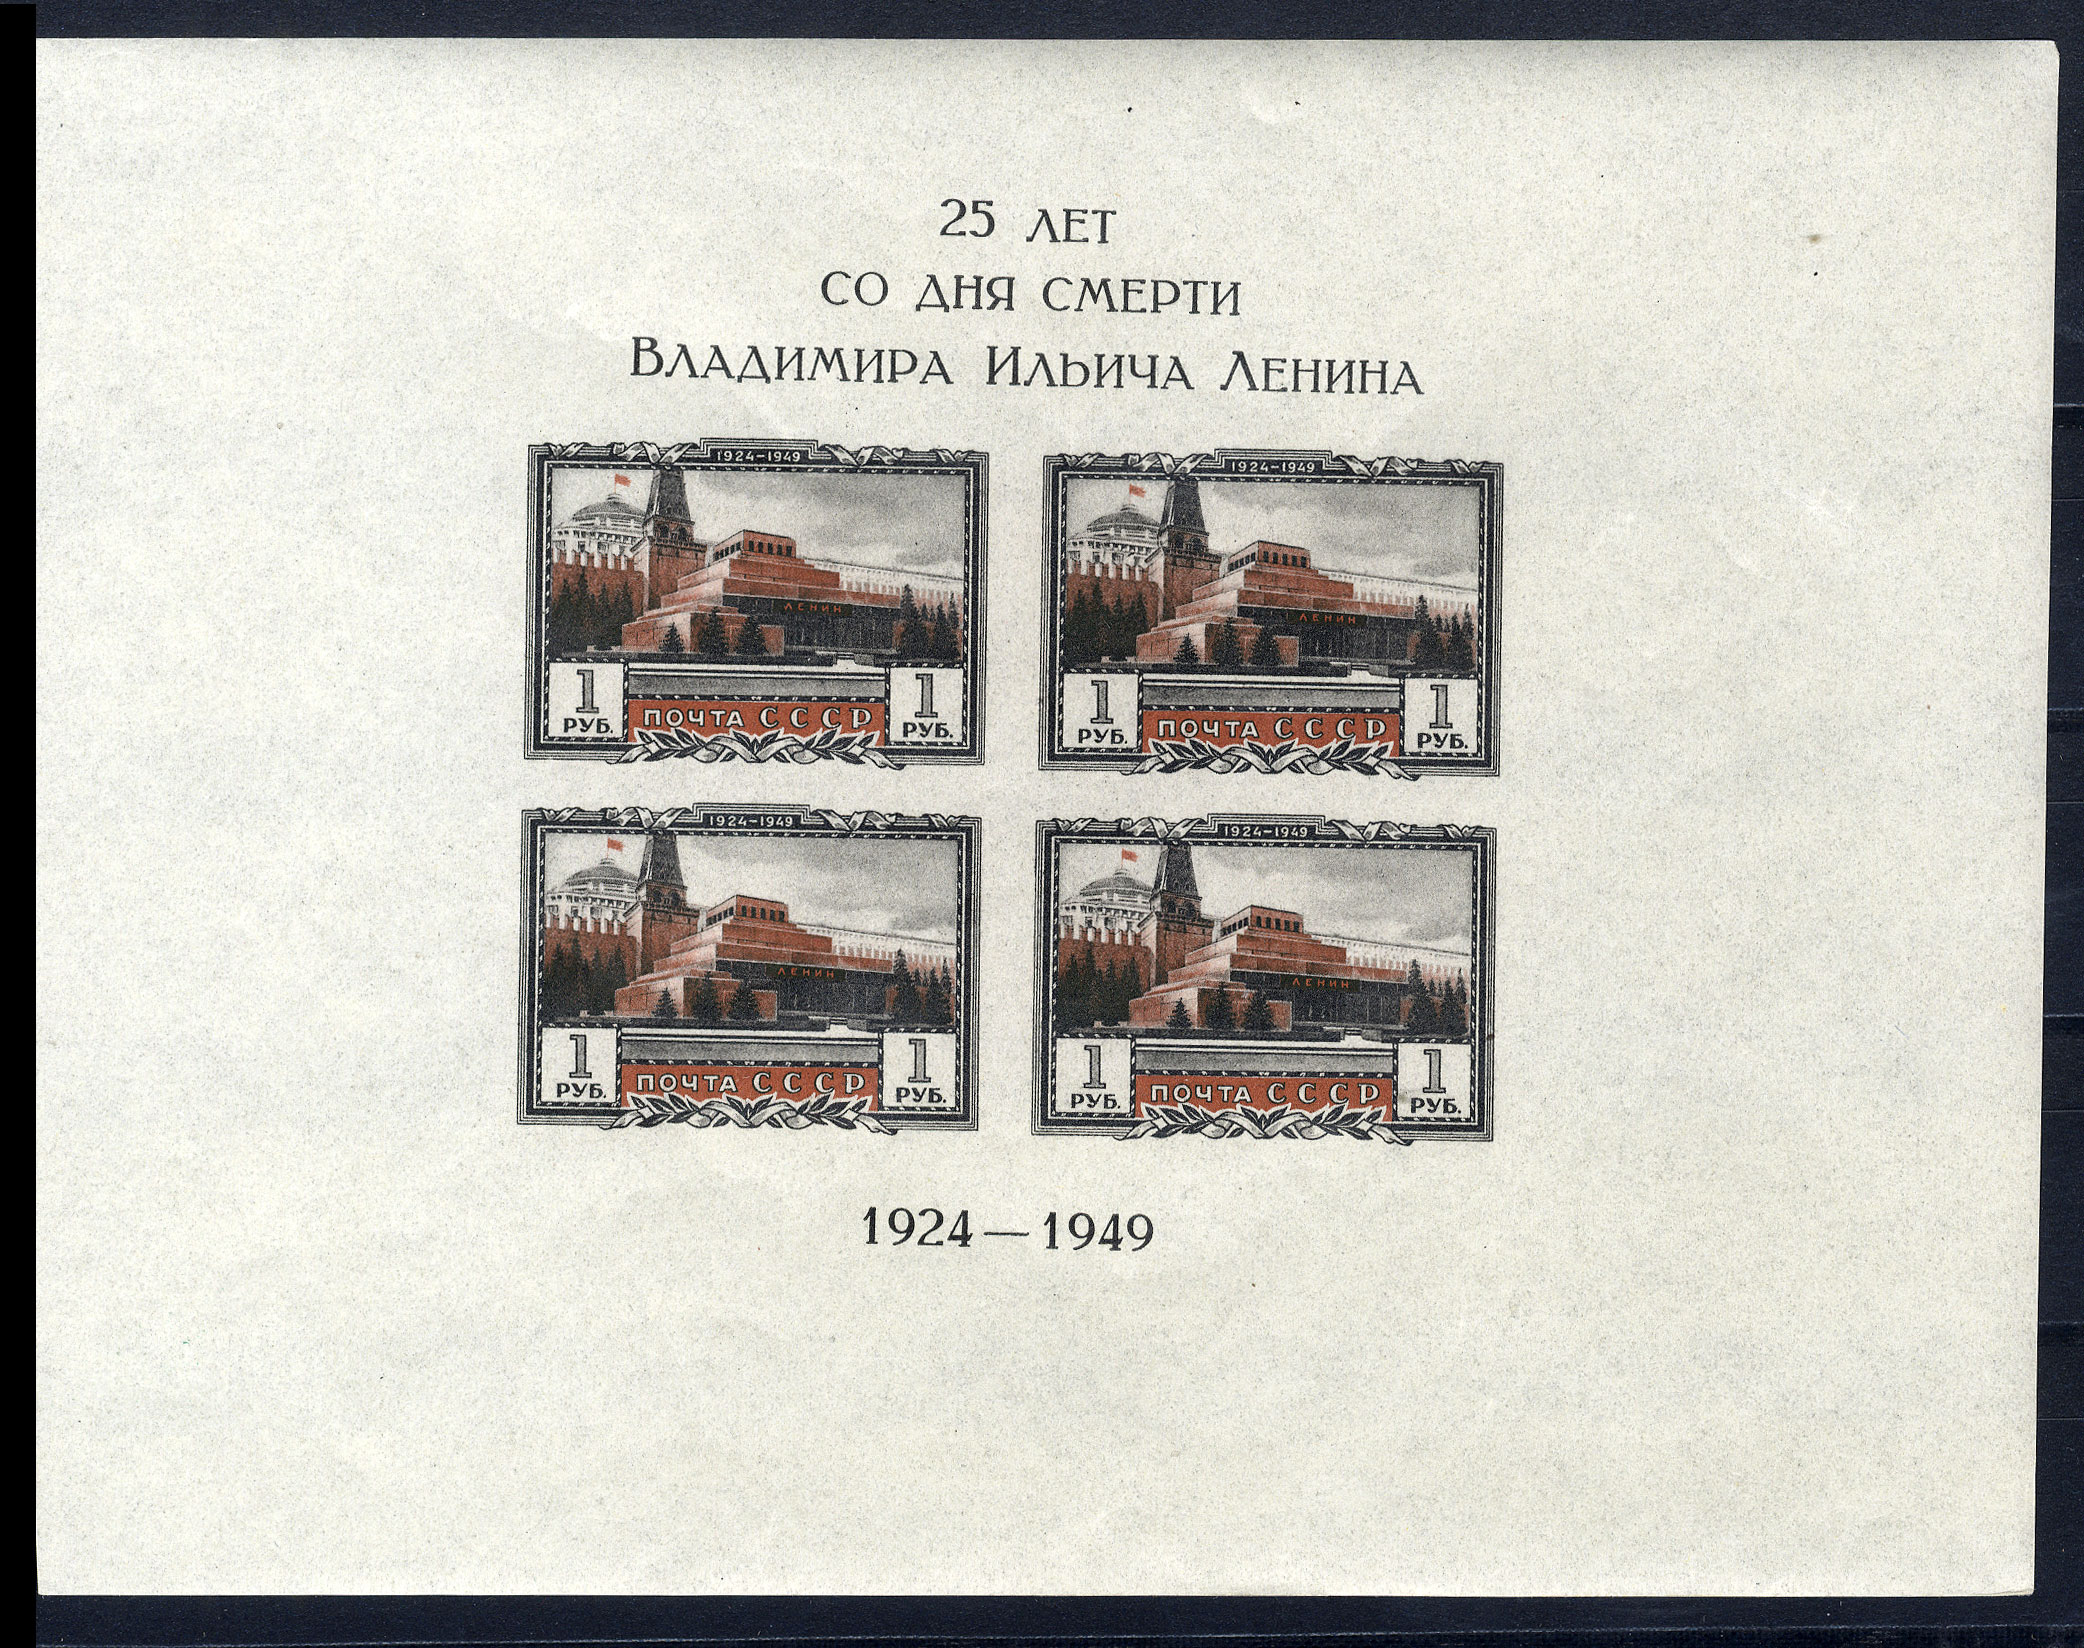 25 ЛЕТ
СО ДНЯ СМЕРТИ
ВЛАДИМИРА ИЛЬИЧА ЛЕНИНА
1924-1949
ЛЕНИН
1 РУБ.
ПОЧТА СССР
1 РУБ.
1924-1949
ЛЕНИН
1 РУБ.
ПОЧТА СССР
1 РУБ.
1924-1949
ЛЕНИН
1 РУБ.
ПОЧТА СССР
1 РУБ.
1924-1949
ЛЕНИН
1 РУБ.
ПОЧТА СССР
1 РУБ.
1924—1949